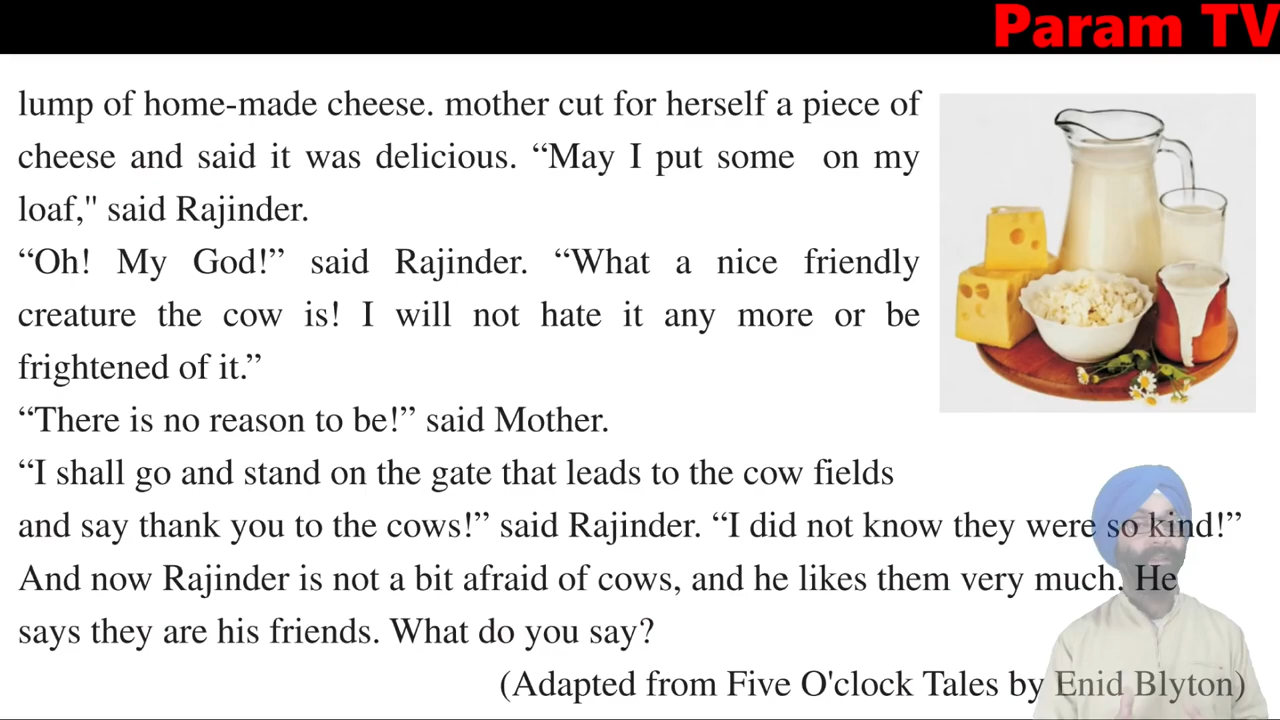 Param TV
lump of home-made cheese. mother cut for herself a piece of
cheese and said it was delicious. “May I put some on my
loaf," said Rajinder.
“Oh! My God!” said Rajinder. “What a nice friendly
creature the cow is! I will not hate it any more or be
frightened of it.”
“There is no reason to be!” said Mother.
“I shall go and stand on the gate that leads to the cow fields
and say thank you to the cows!” said Rajinder. “I did not know they were so kind!”
And now Rajinder is not a bit afraid of cows, and he likes them very much. He
says they are his friends. What do you say?
(Adapted from Five O'clock Tales by Enid Blyton)